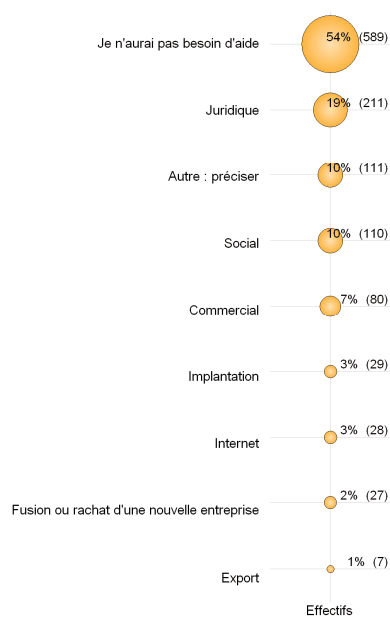 Je n'aurai pas besoin d'aide 54% (589)
Juridique 19% (211)
Autre : préciser 10% (111)
Social 10% (110)
Commercial 7% (80)
Implantation 3% (29)
Internet 3% (28)
Fusion ou rachat d'une nouvelle entreprise 2% (27)
Export 1% (7)
Effectifs